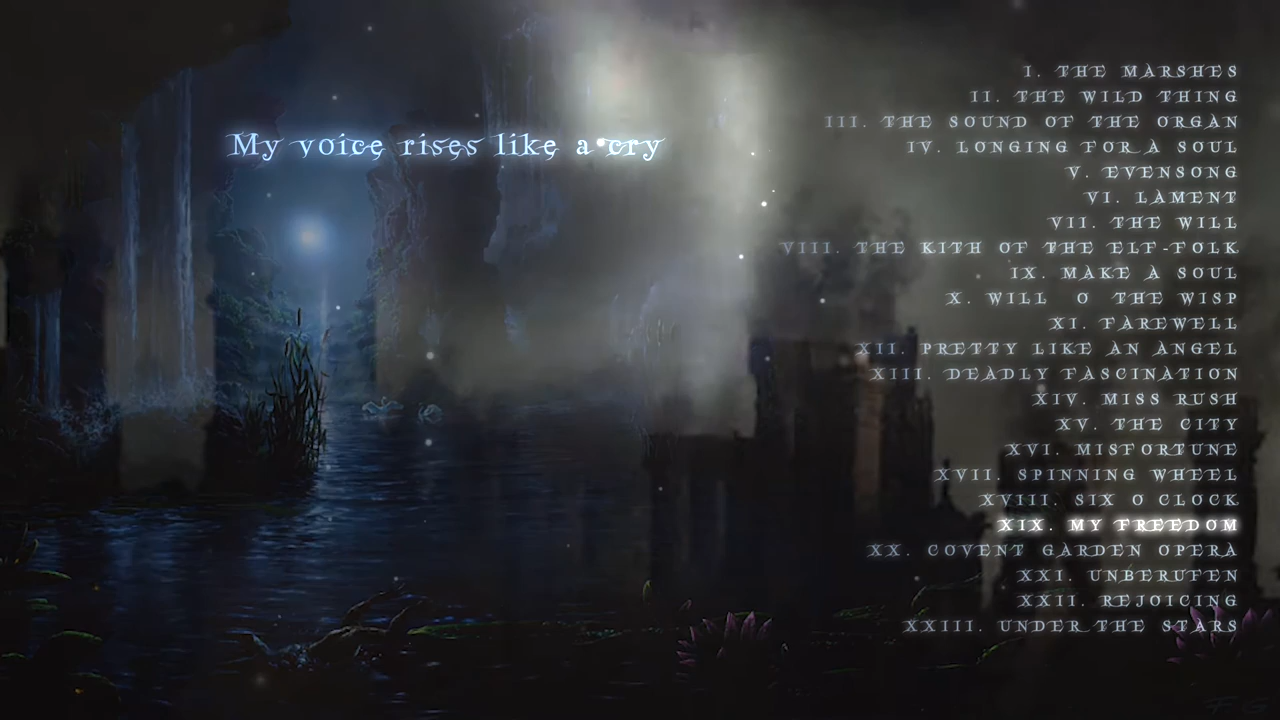 My voice rises like a cry
I. THE MARSHES
II. THE WILD THING
III. THE SOUND OF THE ORGAN
IV. LONGING FOR A SOUL
V. EVENSONG
VI. LAMENT
VII. THE WILL
VIII. THE KITH OF THE ELF-FOLK
IX. MAKE A SOUL
X. WILL O THE WISP
XI. FAREWELL
XII. PRETTY LIKE AN ANGEL
XIII. DEADLY FASCINATION
XIV. MISS RUSH
XV. THE CITY
XVI. MISFORTUNE
XVII. SPINNING WHEEL
XVIII. SIX O CLOCK
XIX. MY FREEDOM
XX. COVENT GARDEN OPERA
XXI. UNBERUFEN
XXII. REJOICING
XXIII. UNDER THE STARS